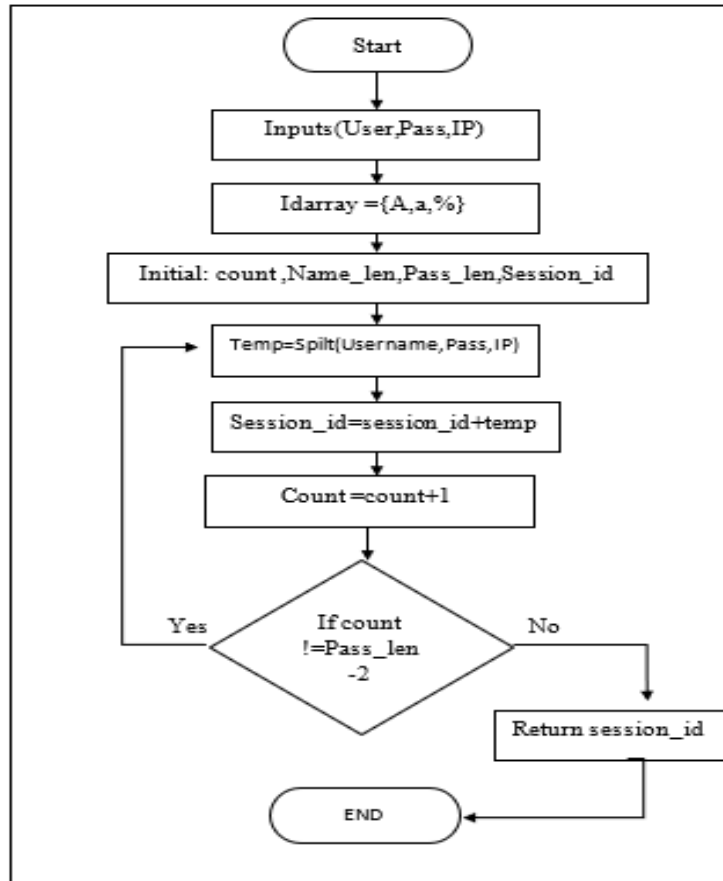 Start
Inputs(User,Pass,IP)
Idarray ={A,a,%}
Initial: count ,Name_len,Pass_len,Session_id
Temp=Spilt(Username,Pass,IP)
Session_id=session_id+temp
Count =count+1
If count
!=Pass_len
-2
Yes
No
Return session_id
END